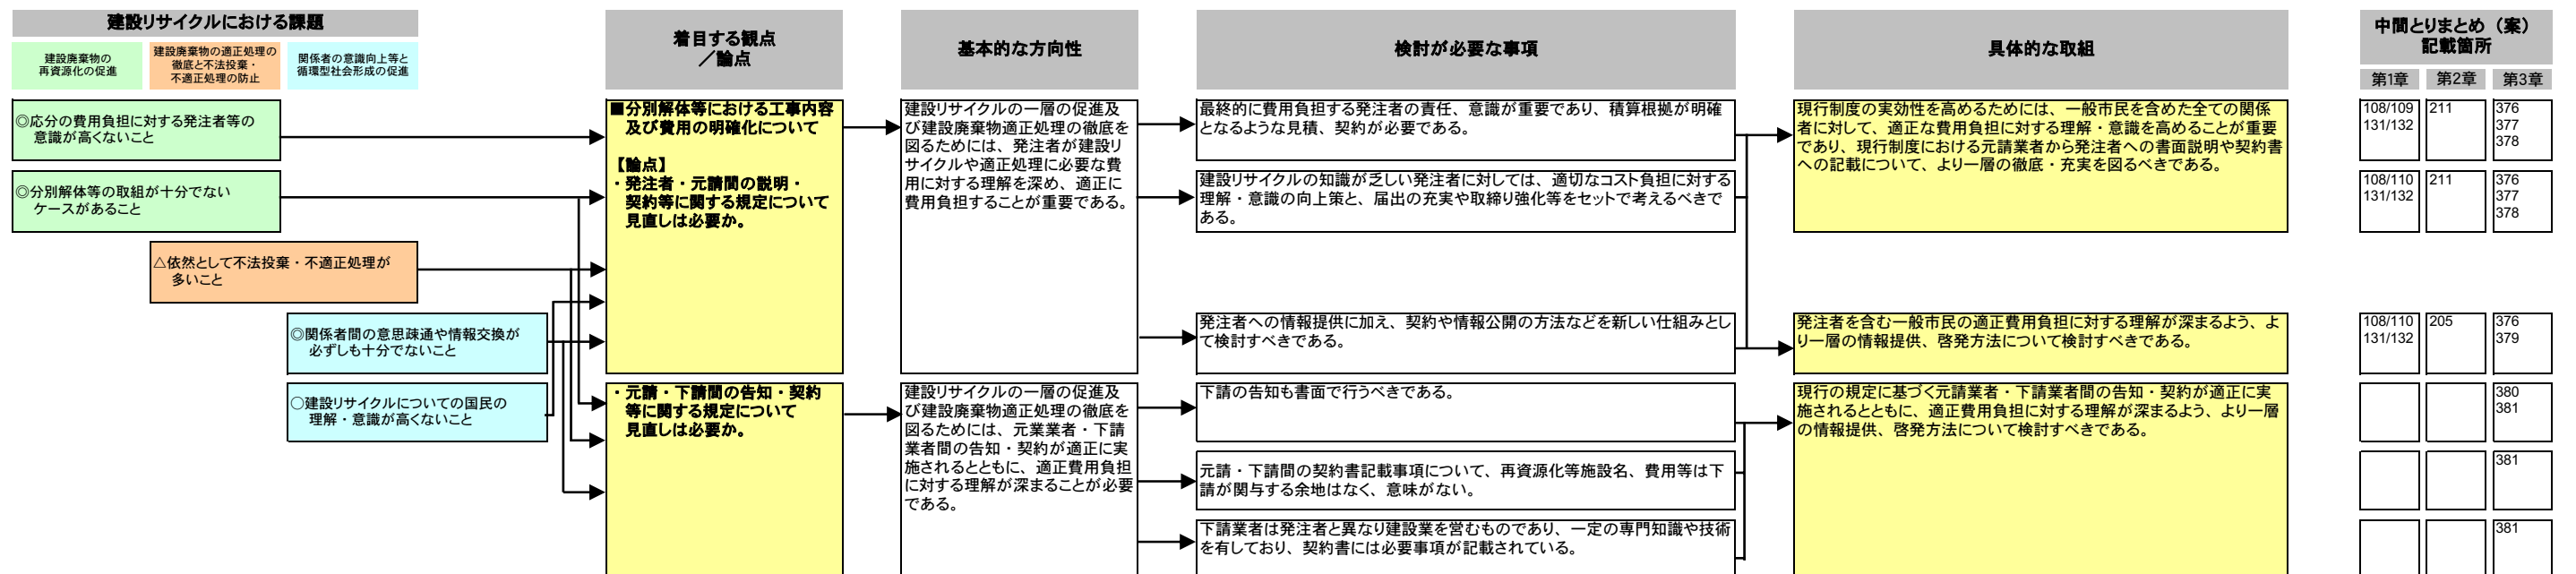 建設リサイクルにおける課題
建設廃棄物の
再資源化の促進
建設廃棄物の適正処理の
徹底と不法投棄・
不適正処理の防止
関係者の意識向上等と
循環型社会形成の促進
着目する観点
／論点
基本的な方向性
検討が必要な事項
具体的な取組
中間とりまとめ（案）
記載箇所
第1章
第2章
第3章
◎応分の費用負担に対する発注者等の
意識が高くないこと
◎分別解体等の取組が十分でない
ケースがあること
△依然として不法投棄・不適正処理が
多いこと
◎関係者間の意思疎通や情報交換が
必ずしも十分でないこと
○建設リサイクルについての国民の
理解・意識が高くないこと
■分別解体等における工事内容
及び費用の明確化について
【論点】
・発注者・元請間の説明・
契約等に関する規定について
見直しは必要か。
・元請・下請間の告知・契約
等に関する規定について
見直しは必要か。
建設リサイクルの一層の促進及
び建設廃棄物適正処理の徹底を
図るためには、発注者が建設リ
サイクルや適正処理に必要な費
用に対する理解を深め、適正に
費用負担することが重要である。
建設リサイクルの一層の促進及
び建設廃棄物適正処理の徹底を
図るためには、元業業者・下請
業者間の告知・契約が適正に実
施されるとともに、適正費用負担
に対する理解が深まることが必要
である。
最終的に費用負担する発注者の責任、意識が重要であり、積算根拠が明確
となるような見積、契約が必要である。
建設リサイクルの知識が乏しい発注者に対しては、適切なコスト負担に対する
理解・意識の向上策と、届出の充実や取締り強化等をセットで考えるべきで
ある。
発注者への情報提供に加え、契約や情報公開の方法などを新しい仕組みとし
て検討すべきである。
下請の告知も書面で行うべきである。
元請・下請間の契約書記載事項について、再資源化等施設名、費用等は下
請が関与する余地はなく、意味がない。
下請業者は発注者と異なり建設業を営むものであり、一定の専門知識や技術
を有しており、契約書には必要事項が記載されている。
現行制度の実効性を高めるためには、一般市民を含めた全ての関係
者に対して、適正な費用負担に対する理解・意識を高めることが重要
であり、現行制度における元請業者から発注者への書面説明や契約書
への記載について、より一層の徹底・充実を図るべきである。
発注者を含む一般市民の適正費用負担に対する理解が深まるよう、よ
り一層の情報提供、啓発方法について検討すべきである。
現行の規定に基づく元請業者・下請業者間の告知・契約が適正に実
施されるとともに、適正費用負担に対する理解が深まるよう、より一層
の情報提供、啓発方法について検討すべきである。
108/109
131/132
211
376
377
378
108/110
131/132
211
376
377
378
108/110
131/132
205
376
379
380
381
381
381